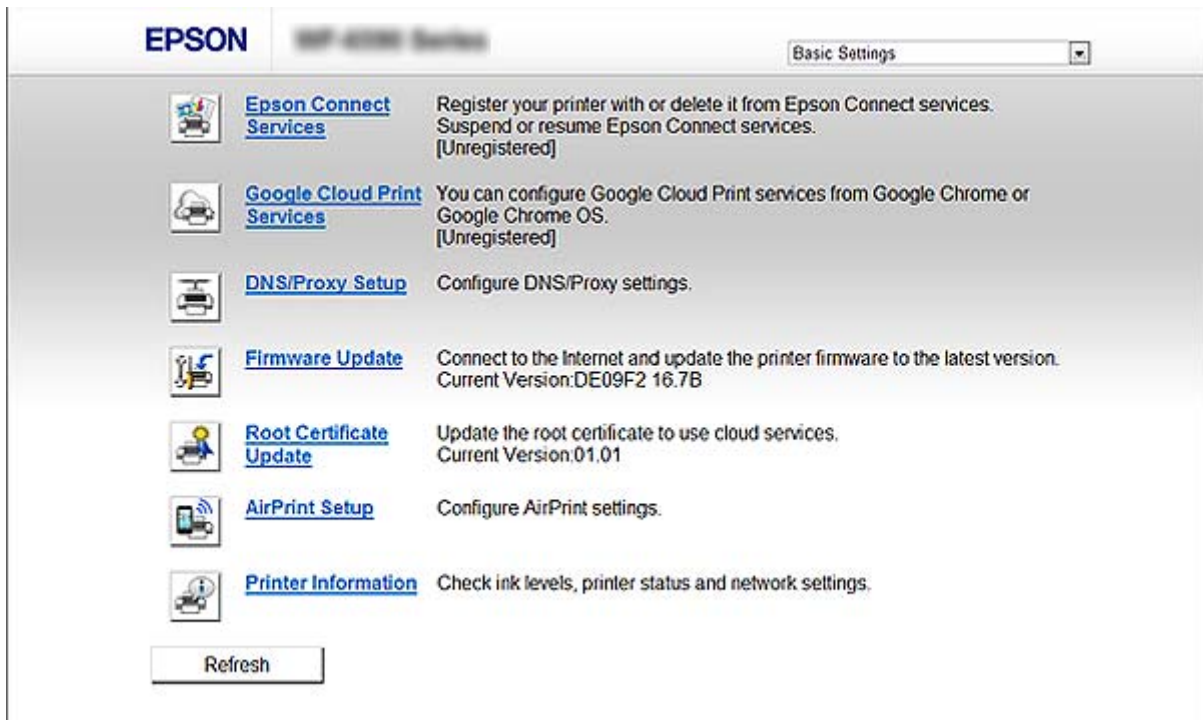 EPSON
Basic Settings
Epson Connect Services
Register your printer with or delete it from Epson Connect services.
Suspend or resume Epson Connect services.
[Unregistered]
Google Cloud Print Services
You can configure Google Cloud Print services from Google Chrome or
Google Chrome OS.
[Unregistered]
DNS/Proxy Setup
Configure DNS/Proxy settings.
Firmware Update
Connect to the Internet and update the printer firmware to the latest version.
Current Version:DE09F2 16.7B
Root Certificate Update
Update the root certificate to use cloud services.
Current Version:01.01
AirPrint Setup
Configure AirPrint settings.
Printer Information
Check ink levels, printer status and network settings.
Refresh